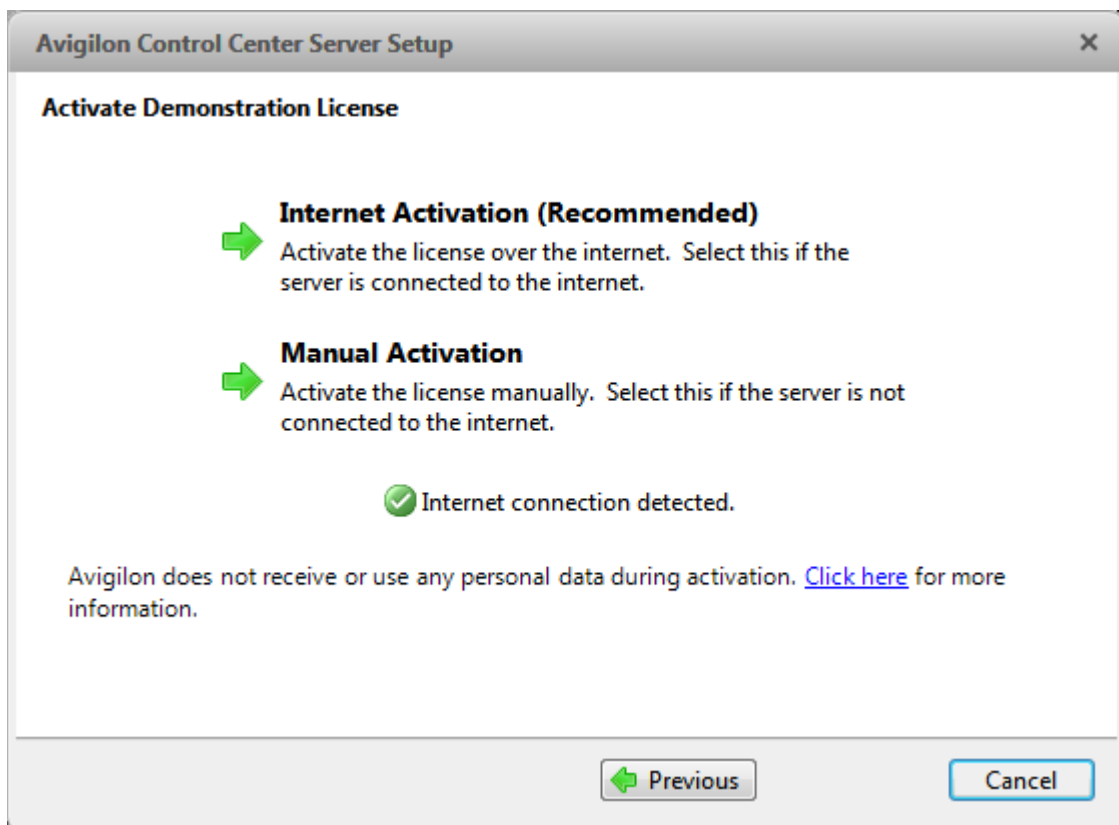 Avigilon Control Center Server Setup
Activate Demonstration License
Internet Activation (Recommended)
Activate the license over the internet.  Select this if the
server is connected to the internet.
Manual Activation
Activate the license manually.  Select this if the server is not
connected to the internet.
Internet connection detected.
Avigilon does not receive or use any personal data during activation. Click here for more
information.
Previous
Cancel